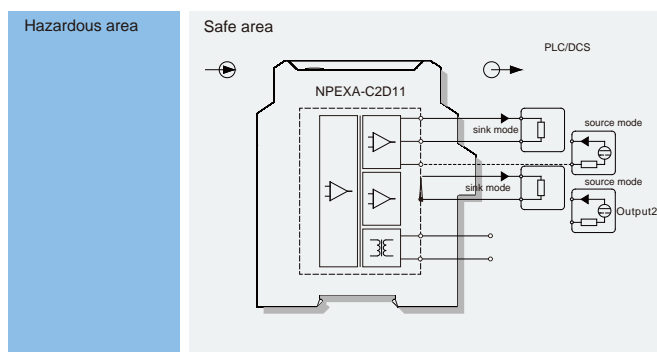 Hazardous area
Safe area
PLC/DCS
NPEXA-C2D11
sink mode
source mode
sink mode
source mode
Output2